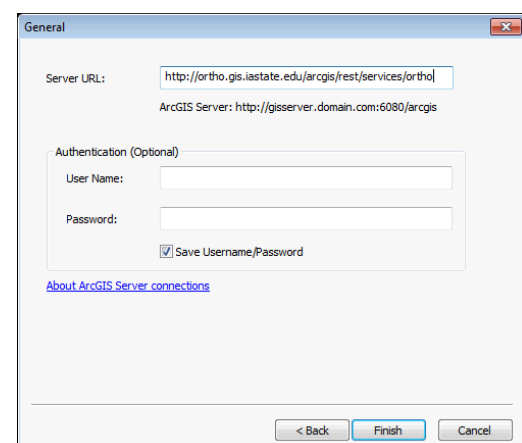 General
Server URL: http://ortho.gis.iastate.edu/arcgis/rest/services/ortho
ArcGIS Server: http://gisserver.domain.com:6080/arcgis
Authentication (Optional)
User Name:
Password:
Save Username/Password
About ArcGIS Server connections
< Back Finish Cancel